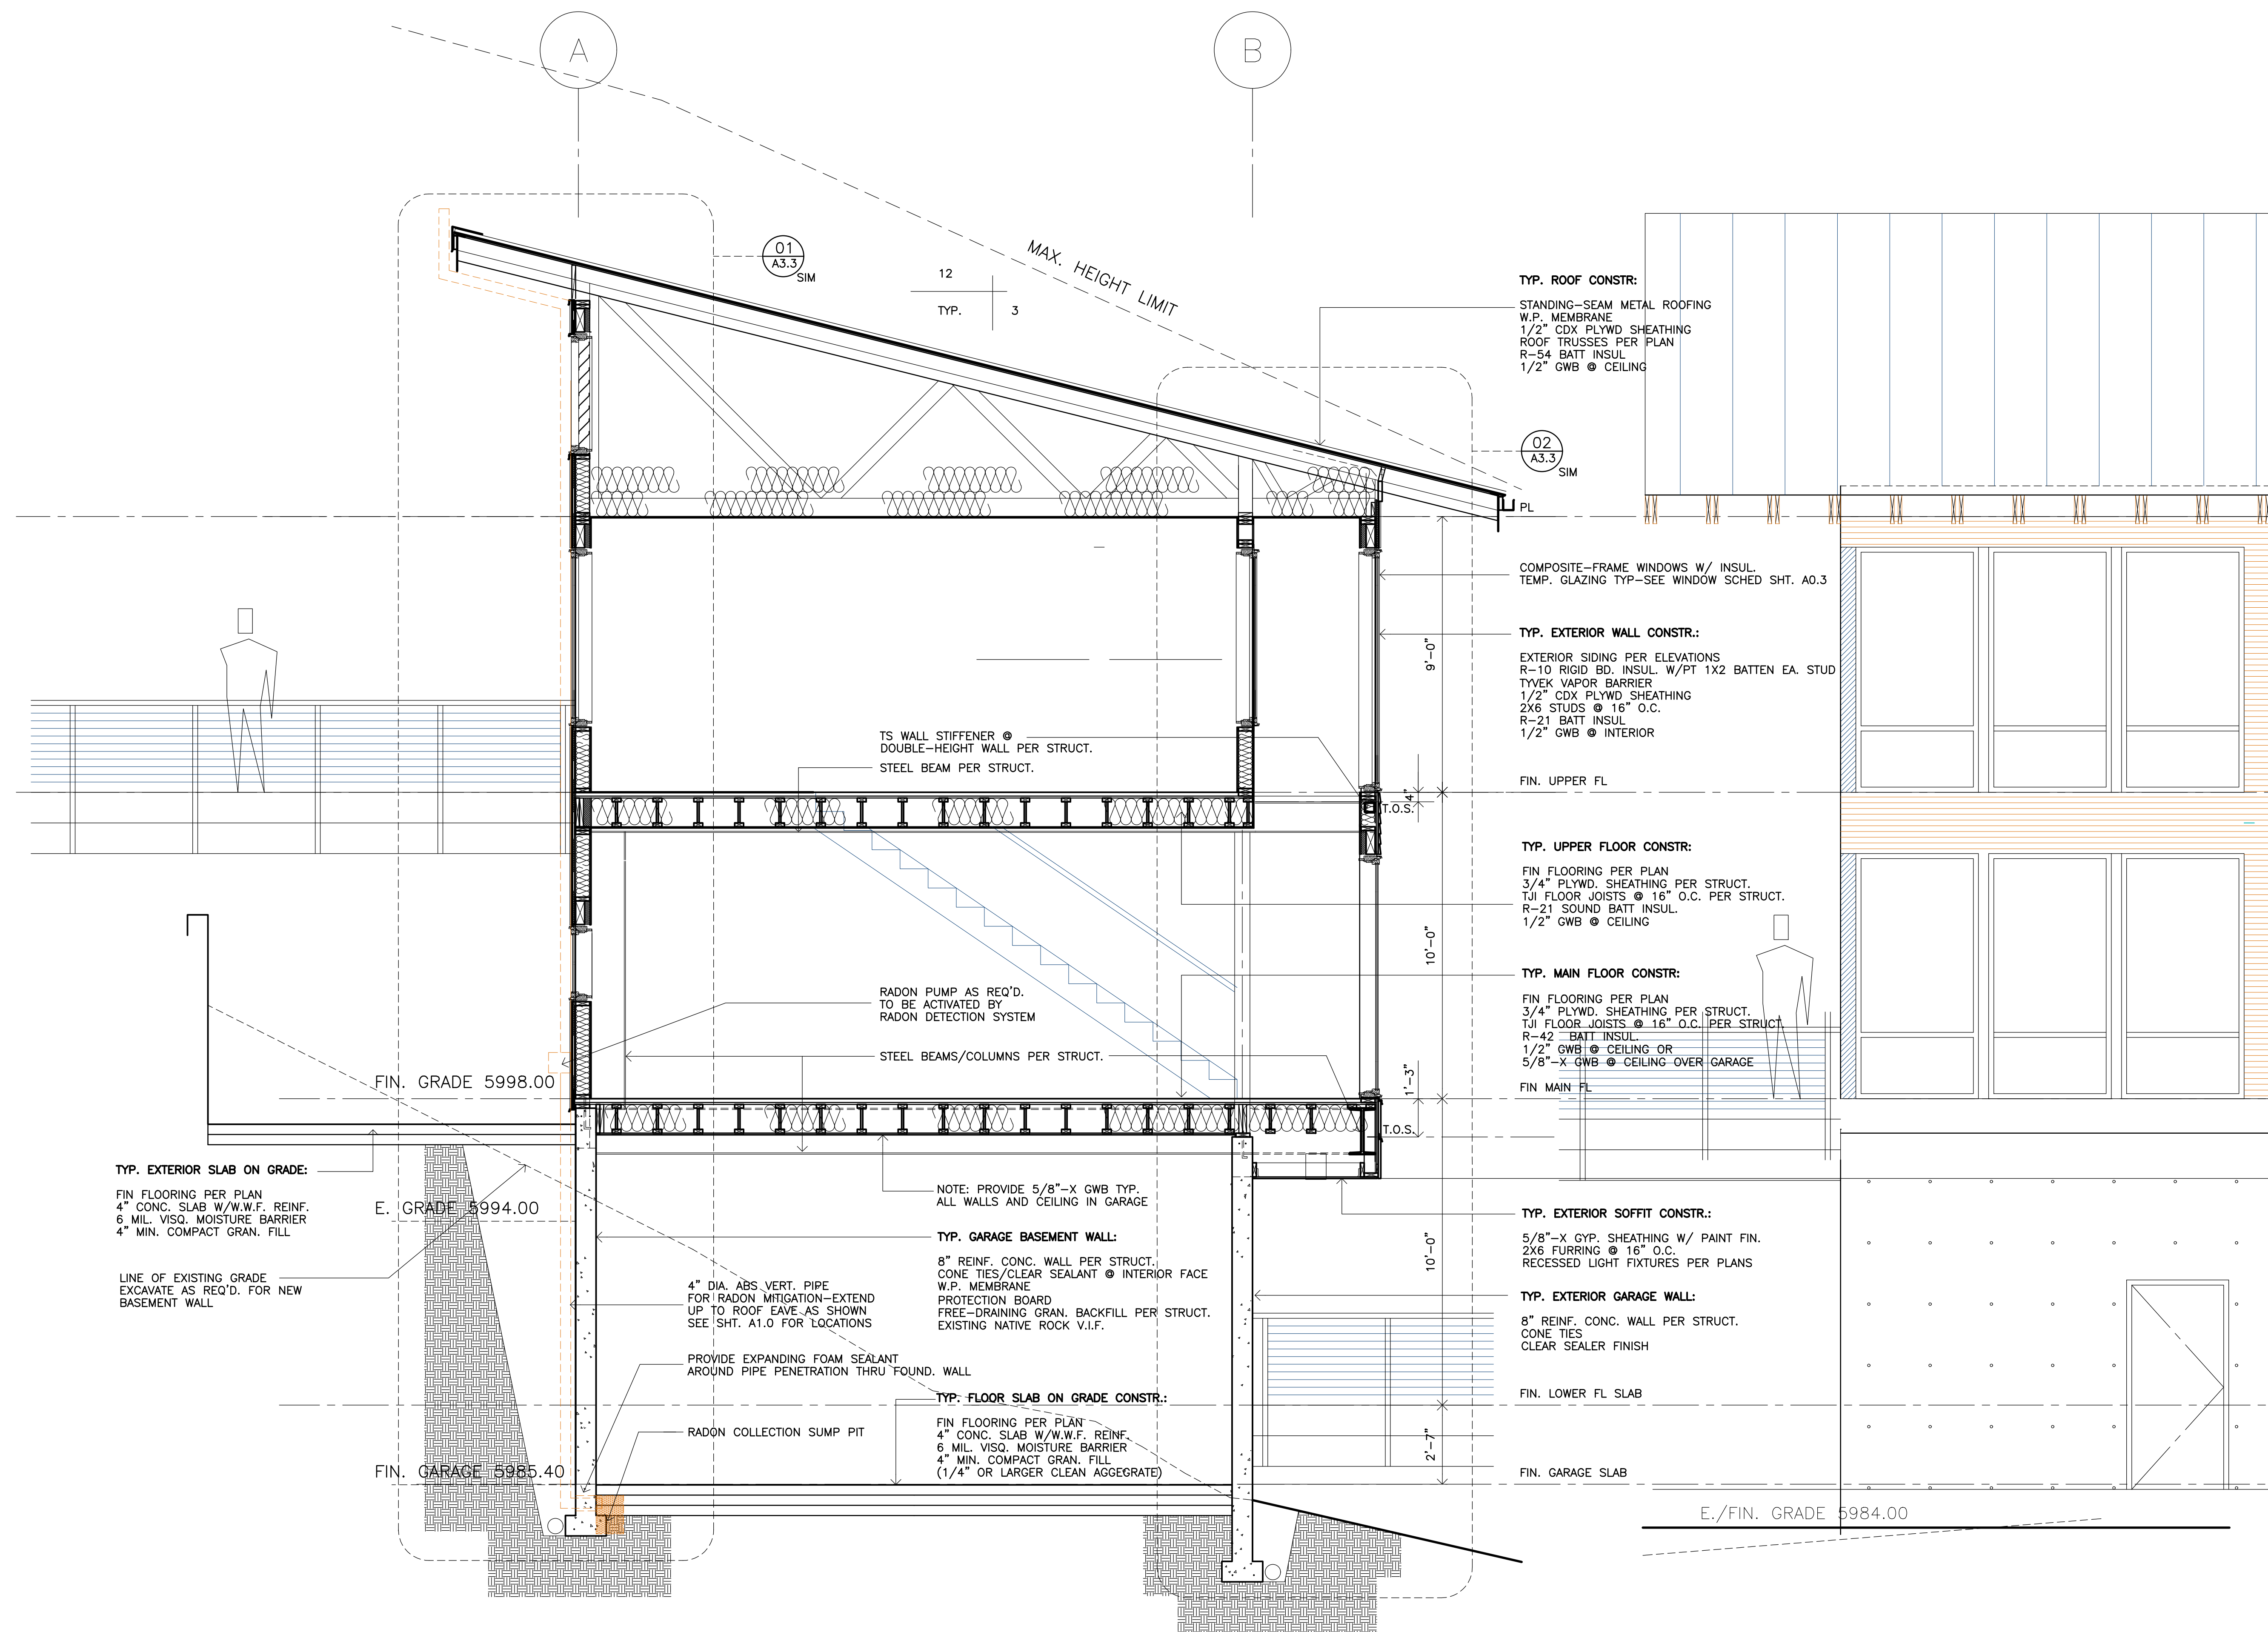 A
B
01
A3.3
SIM
12
TYP.
3
MAX. HEIGHT LIMIT
TYP. ROOF CONSTR:
STANDING-SEAM METAL ROOFING
W.P. MEMBRANE
1/2" CDX PLYWD SHEATHING
ROOF TRUSSES PER PLAN
R-54 BATT INSUL
1/2" GWB @ CEILING
02
A3.3
SIM
PL
COMPOSITE-FRAME WINDOWS W/ INSUL.
TEMP. GLAZING TYP-SEE WINDOW SCHED SHT. A0.3
TYP. EXTERIOR WALL CONSTR.:
EXTERIOR SIDING PER ELEVATIONS
R-10 RIGID BD. INSUL. W/PT 1X2 BATTEN EA. STUD
TYVEK VAPOR BARRIER
1/2" CDX PLYWD SHEATHING
2X6 STUDS @ 16" O.C.
R-21 BATT INSUL
1/2" GWB @ INTERIOR
9'-0"
TS WALL STIFFENER @
DOUBLE-HEIGHT WALL PER STRUCT.
STEEL BEAM PER STRUCT.
FIN. UPPER FL
4"
T.O.S.
TYP. UPPER FLOOR CONSTR:
FIN FLOORING PER PLAN
3/4" PLYWD. SHEATHING PER STRUCT.
TJI FLOOR JOISTS @ 16" O.C. PER STRUCT.
R-21 SOUND BATT INSUL.
1/2" GWB @ CEILING
10'-0"
TYP. MAIN FLOOR CONSTR:
FIN FLOORING PER PLAN
3/4" PLYWD. SHEATHING PER STRUCT.
TJI FLOOR JOISTS @ 16" O.C. PER STRUCT.
R-42 BATT INSUL.
1/2" GWB @ CEILING OR
5/8"-X GWB @ CEILING OVER GARAGE
FIN MAIN FL
RADON PUMP AS REQ'D.
TO BE ACTIVATED BY
RADON DETECTION SYSTEM
STEEL BEAMS/COLUMNS PER STRUCT.
1'-3"
T.O.S.
FIN. GRADE 5998.00
TYP. EXTERIOR SLAB ON GRADE:
FIN FLOORING PER PLAN
4" CONC. SLAB W/W.W.F. REINF.
6 MIL. VISQ. MOISTURE BARRIER
4" MIN. COMPACT GRAN. FILL
E. GRADE 5994.00
LINE OF EXISTING GRADE
EXCAVATE AS REQ'D. FOR NEW
BASEMENT WALL
NOTE: PROVIDE 5/8"-X GWB TYP.
ALL WALLS AND CEILING IN GARAGE
TYP. GARAGE BASEMENT WALL:
8" REINF. CONC. WALL PER STRUCT.
CONE TIES/CLEAR SEALANT @ INTERIOR FACE
W.P. MEMBRANE
PROTECTION BOARD
FREE-DRAINING GRAN. BACKFILL PER STRUCT.
EXISTING NATIVE ROCK V.I.F.
4" DIA. ABS VERT. PIPE
FOR RADON MITIGATION-EXTEND
UP TO ROOF EAVE AS SHOWN
SEE SHT. A1.0 FOR LOCATIONS
PROVIDE EXPANDING FOAM SEALANT
AROUND PIPE PENETRATION THRU FOUND. WALL
RADON COLLECTION SUMP PIT
TYP. FLOOR SLAB ON GRADE CONSTR.:
FIN FLOORING PER PLAN
4" CONC. SLAB W/W.W.F. REINF.
6 MIL. VISQ. MOISTURE BARRIER
4" MIN. COMPACT GRAN. FILL
(1/4" OR LARGER CLEAN AGGEGRATE)
FIN. GARAGE 5985.40
TYP. EXTERIOR SOFFIT CONSTR.:
5/8"-X GYP. SHEATHING W/ PAINT FIN.
2X6 FURRING @ 16" O.C.
RECESSED LIGHT FIXTURES PER PLANS
10'-0"
TYP. EXTERIOR GARAGE WALL:
8" REINF. CONC. WALL PER STRUCT.
CONE TIES
CLEAR SEALER FINISH
FIN. LOWER FL SLAB
2'-7"
FIN. GARAGE SLAB
E./FIN. GRADE 5984.00